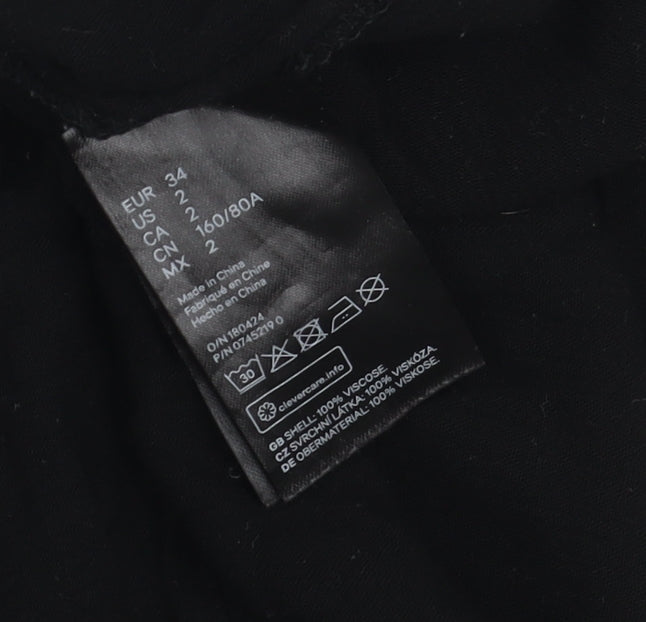 EUR 34
US 2
CA 2
CN 160/80A
MX 2
Made in China
Fabriqué en Chine
Hecho en China
O/N 180424
P/N 0745219 0
30
clevercare.info
GB SHELL: 100% VISCOSE.
CZ SVRCHNÍ LÁTKA: 100% VISKÓZA.
DE OBERMATERIAL: 100% VISKOSE.